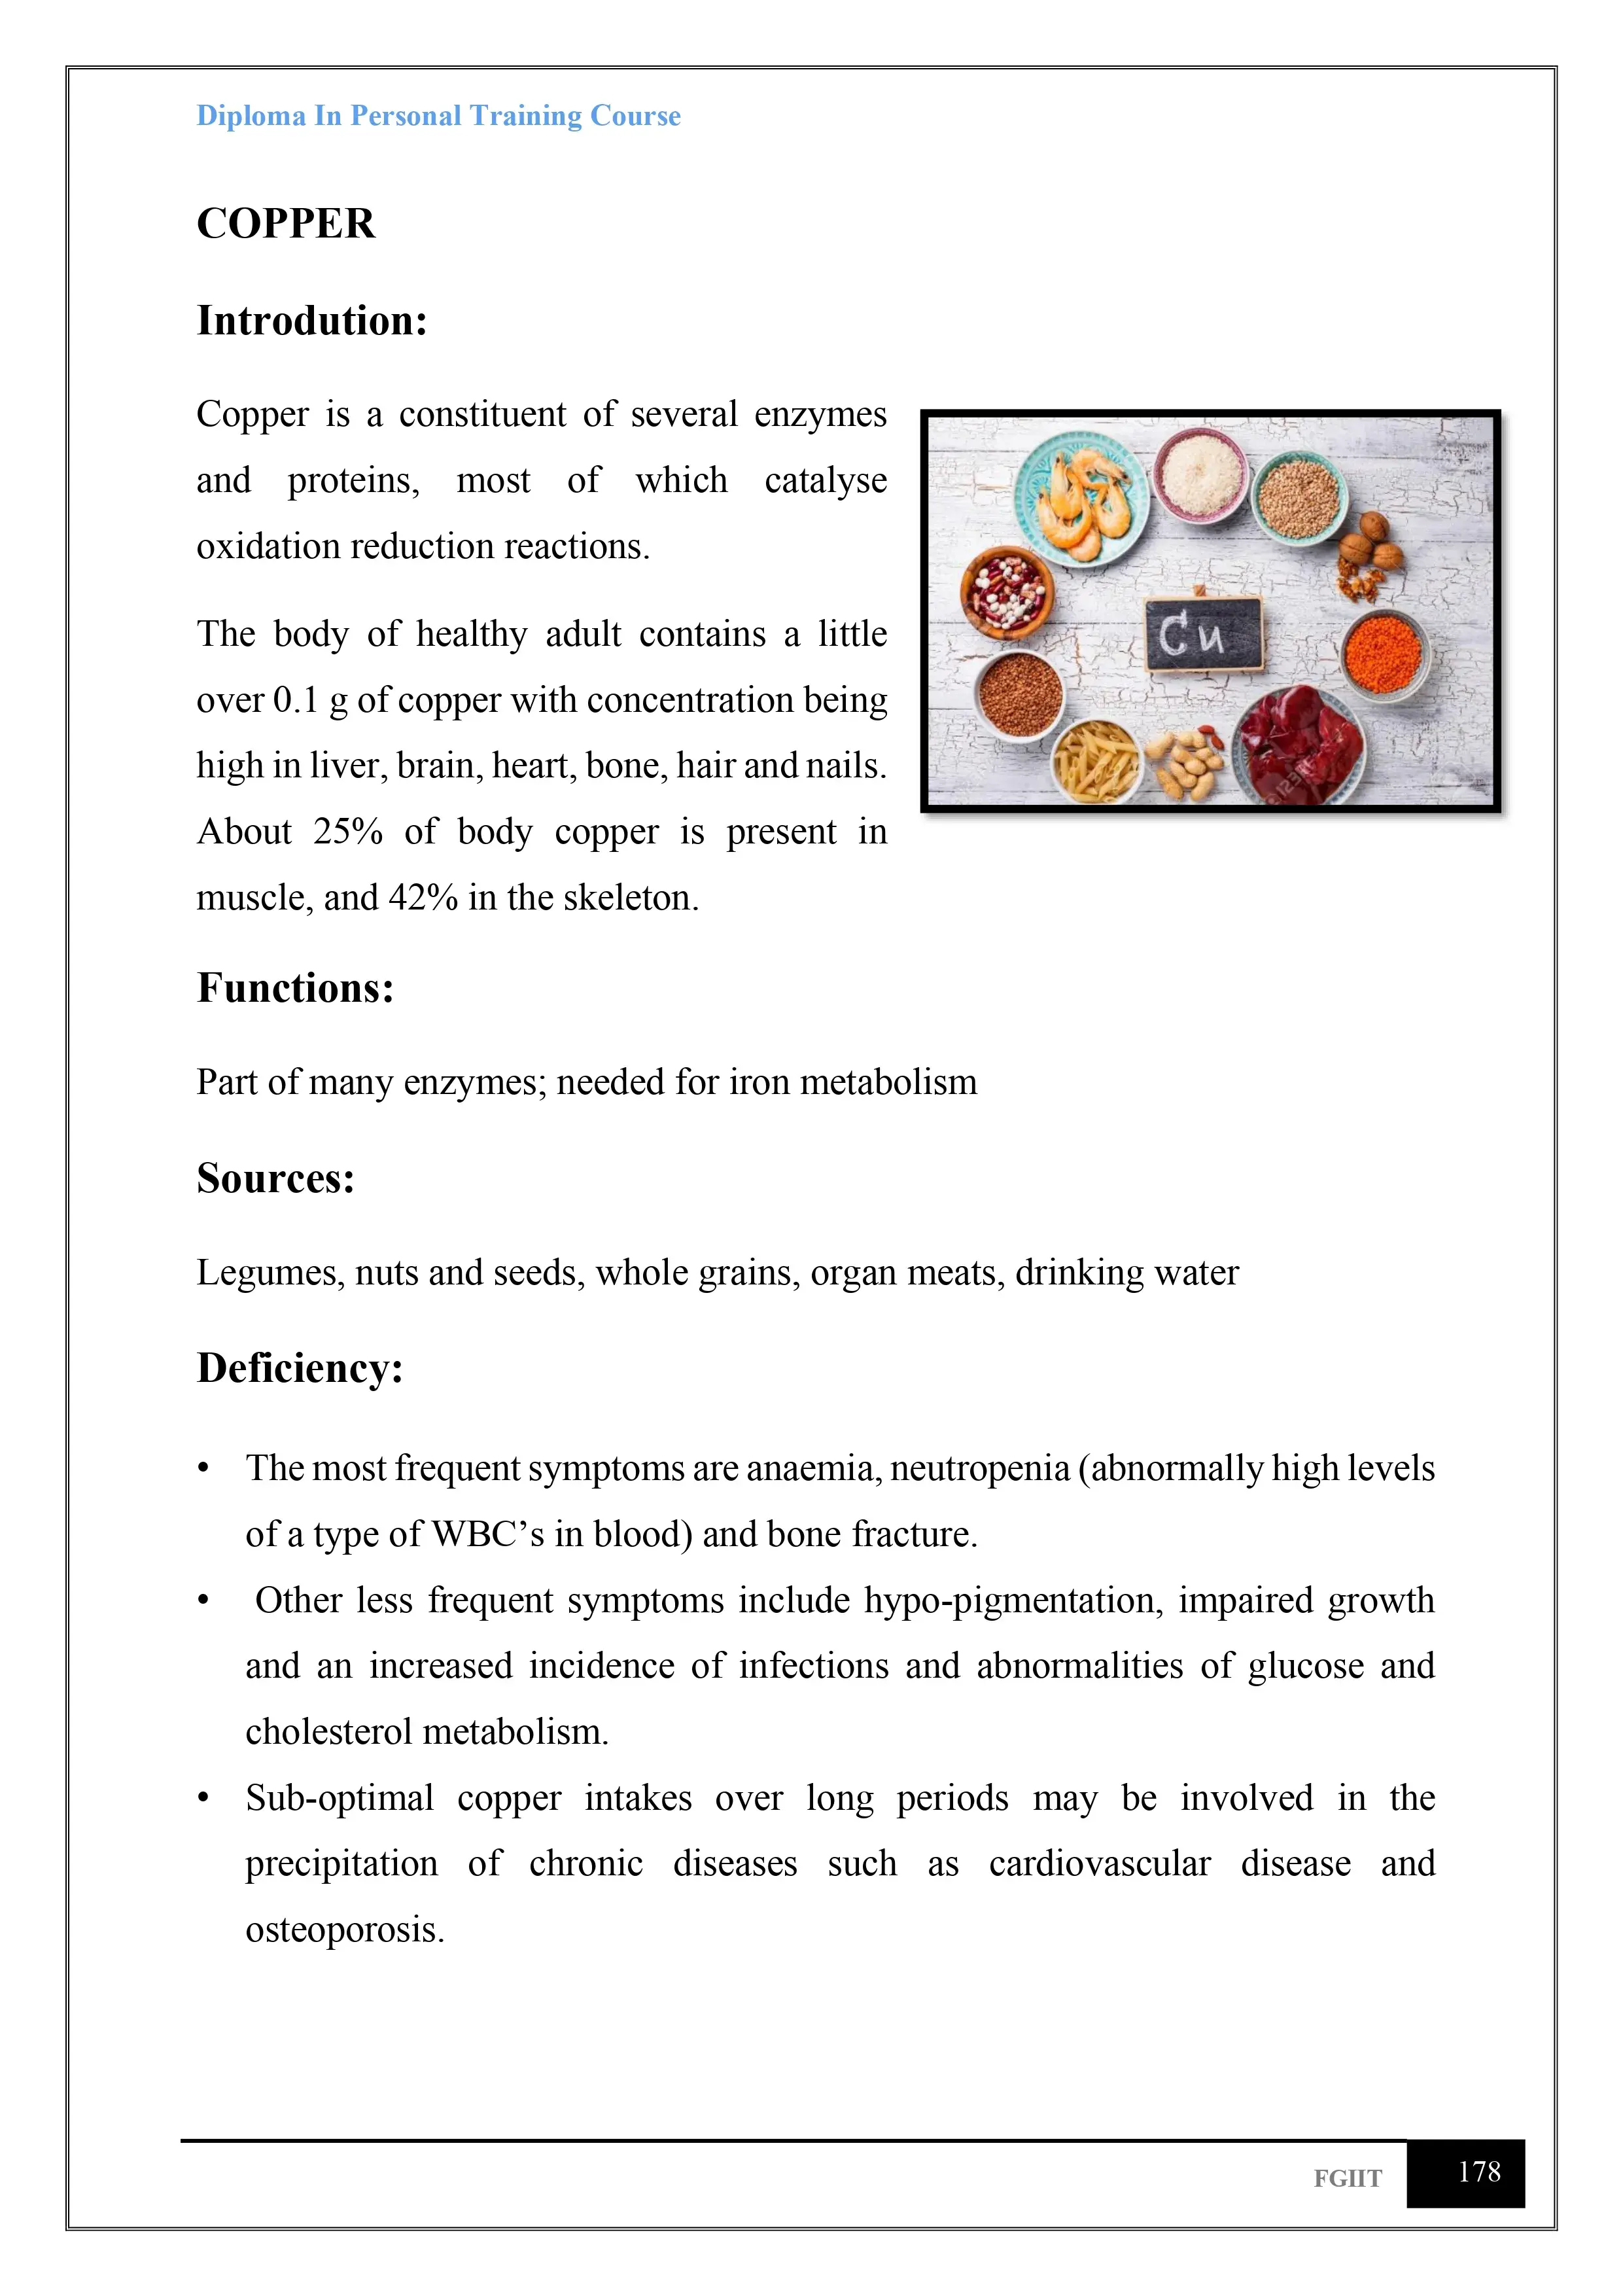 Diploma In Personal Training Course
COPPER
Introdution:
Copper is a constituent of several enzymes
and proteins, most of which catalyse
oxidation reduction reactions.
The body of healthy adult contains a little
over 0.1 g of copper with concentration being
high in liver, brain, heart, bone, hair and nails.
About 25% of body copper is present in
muscle, and 42% in the skeleton.
Cu
Functions:
Part of many enzymes; needed for iron metabolism
Sources:
Legumes, nuts and seeds, whole grains, organ meats, drinking water
Deficiency:
• The most frequent symptoms are anaemia, neutropenia (abnormally high levels
of a type of WBC’s in blood) and bone fracture.
• Other less frequent symptoms include hypo-pigmentation, impaired growth
and an increased incidence of infections and abnormalities of glucose and
cholesterol metabolism.
• Sub-optimal copper intakes over long periods may be involved in the
precipitation of chronic diseases such as cardiovascular disease and
osteoporosis.
FGIIT 178